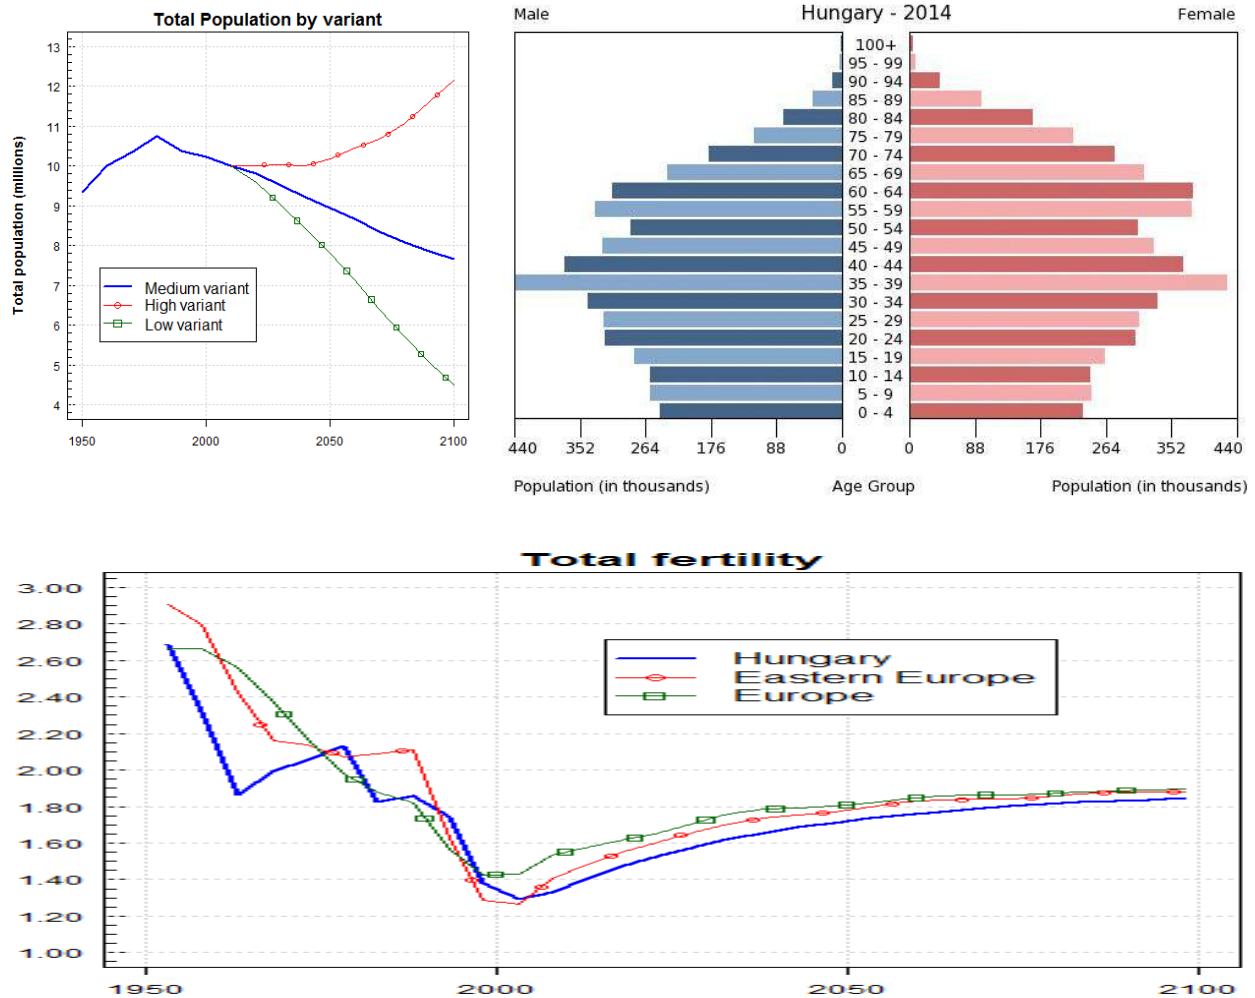 Total Population by variant
Total population (millions)
13
12
11
10
9
8
7
6
5
4
Medium variant
High variant
Low variant
1950 2000 2050 2100
Male Hungary - 2014 Female
100+
95 - 99
90 - 94
85 - 89
80 - 84
75 - 79
70 - 74
65 - 69
60 - 64
55 - 59
50 - 54
45 - 49
40 - 44
35 - 39
30 - 34
25 - 29
20 - 24
15 - 19
10 - 14
5 - 9
0 - 4
440 352 264 176 88 0 0 88 176 264 352 440
Population (in thousands) Age Group Population (in thousands)
Total fertility
3.00
2.80
2.60
2.40
2.20
2.00
1.80
1.60
1.40
1.20
1.00
Hungary
Eastern Europe
Europe
1950 2000 2050 2100